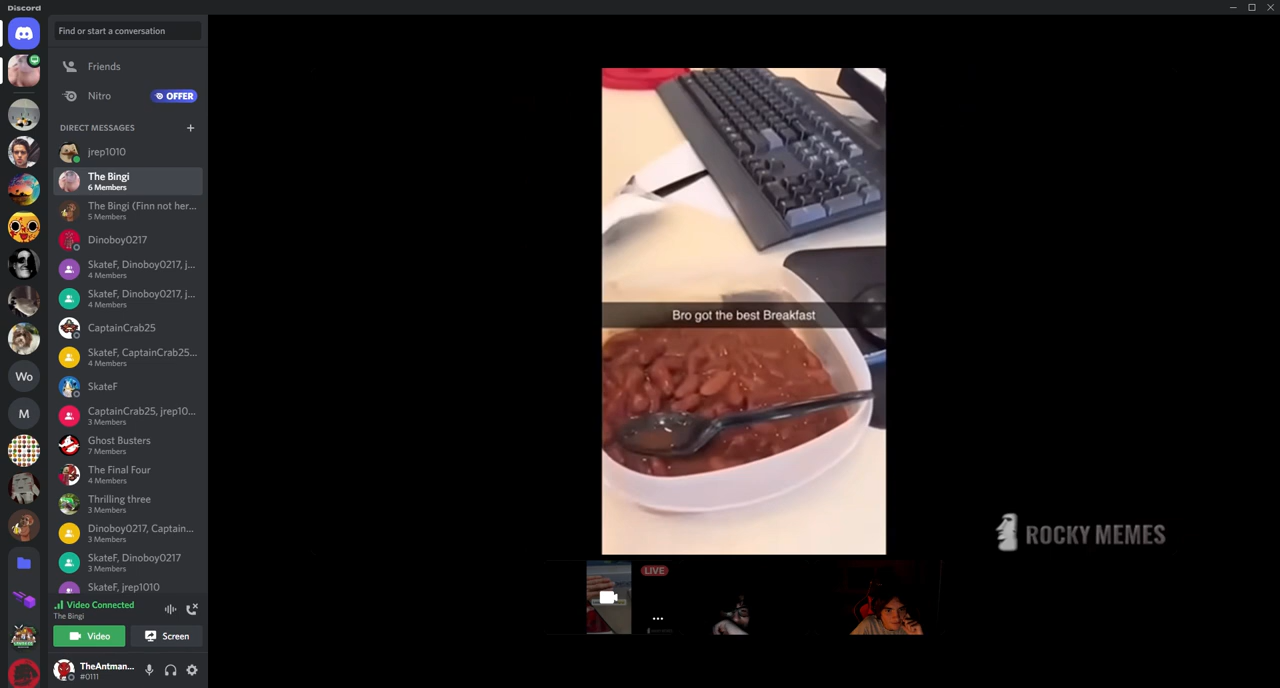 Discord
Find or start a conversation
Friends
Nitro
OFFER
DIRECT MESSAGES
jrep1010
The Bingi
6 Members
The Bingi (Finn not her...
5 Members
Dinoboy0217
SkateF, Dinoboy0217, j...
4 Members
SkateF, Dinoboy0217, j...
4 Members
CaptainCrab25
SkateF, CaptainCrab25...
4 Members
SkateF
CaptainCrab25, jrep10...
3 Members
Ghost Busters
7 Members
The Final Four
4 Members
Thrilling three
3 Members
Dinoboy0217, Captain...
3 Members
SkateF, Dinoboy0217
3 Members
SkateF, jrep1010
Wo
M
Video Connected
The Bingi
Video
Screen
TheAntman...
#0111
Bro got the best Breakfast
ROCKY MEMES
LIVE